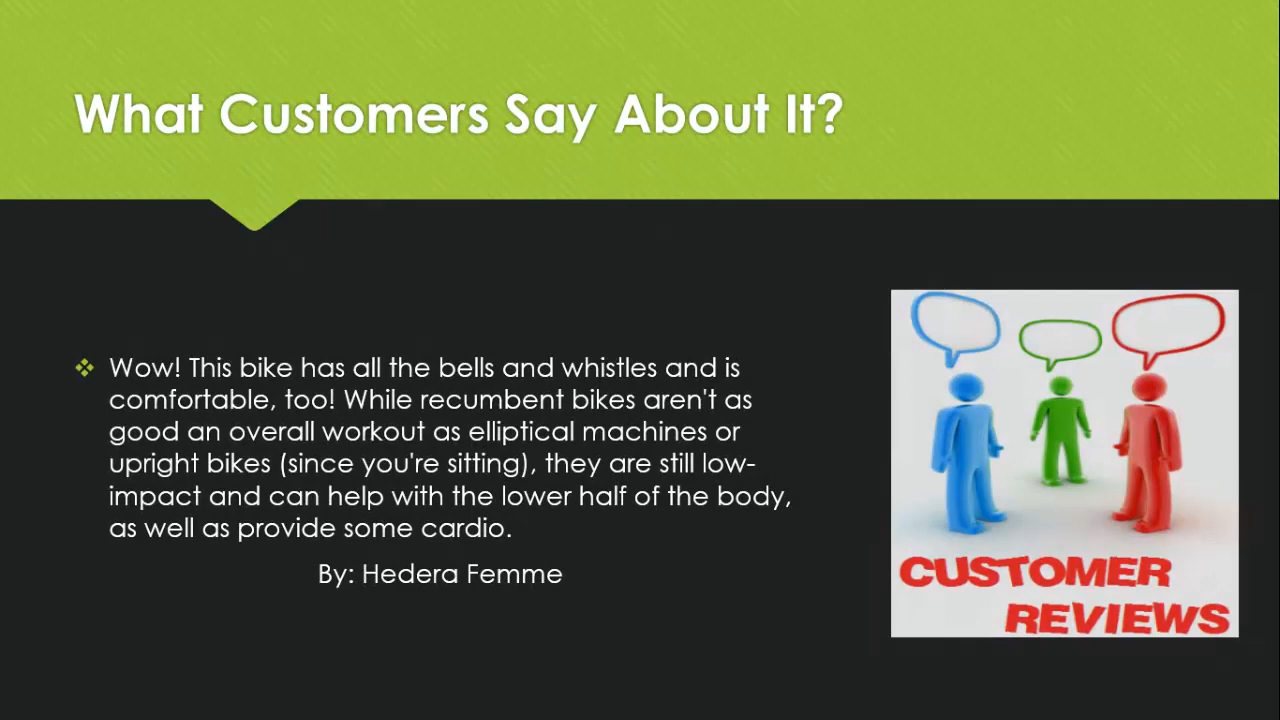 What Customers Say About It?
Wow! This bike has all the bells and whistles and is
comfortable, too! While recumbent bikes aren't as
good an overall workout as elliptical machines or
upright bikes (since you're sitting), they are still low-
impact and can help with the lower half of the body,
as well as provide some cardio.
By: Hedera Femme
CUSTOMER
REVIEWS